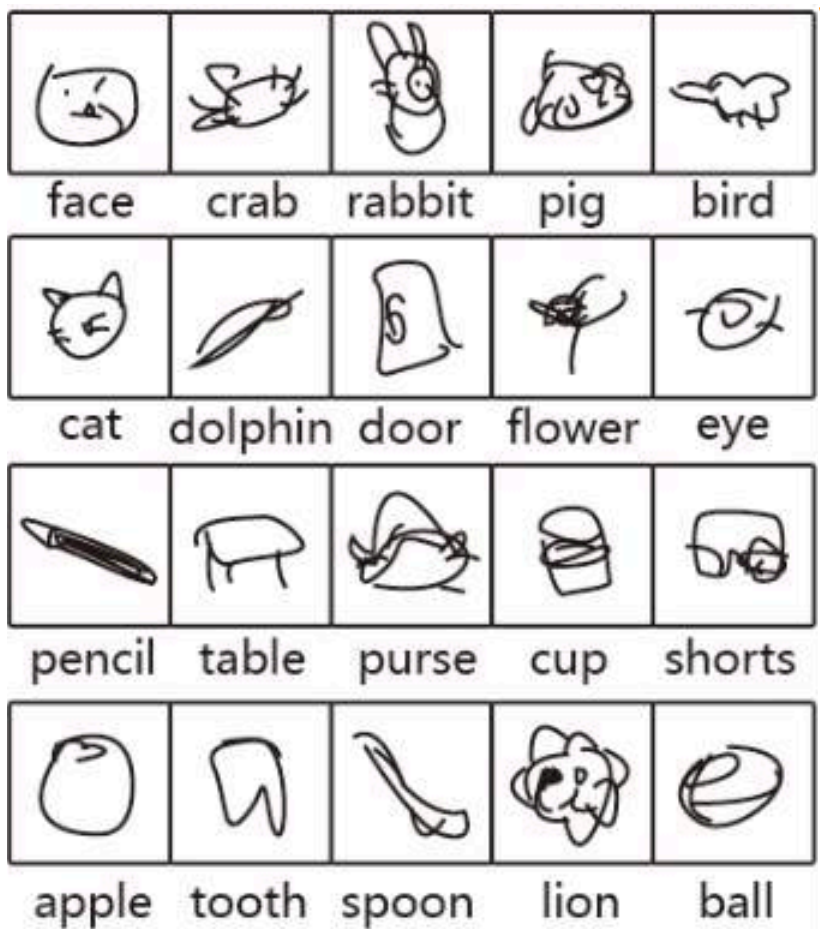 face crab rabbit pig bird
cat dolphin door flower eye
pencil table purse cup shorts
apple tooth spoon lion ball